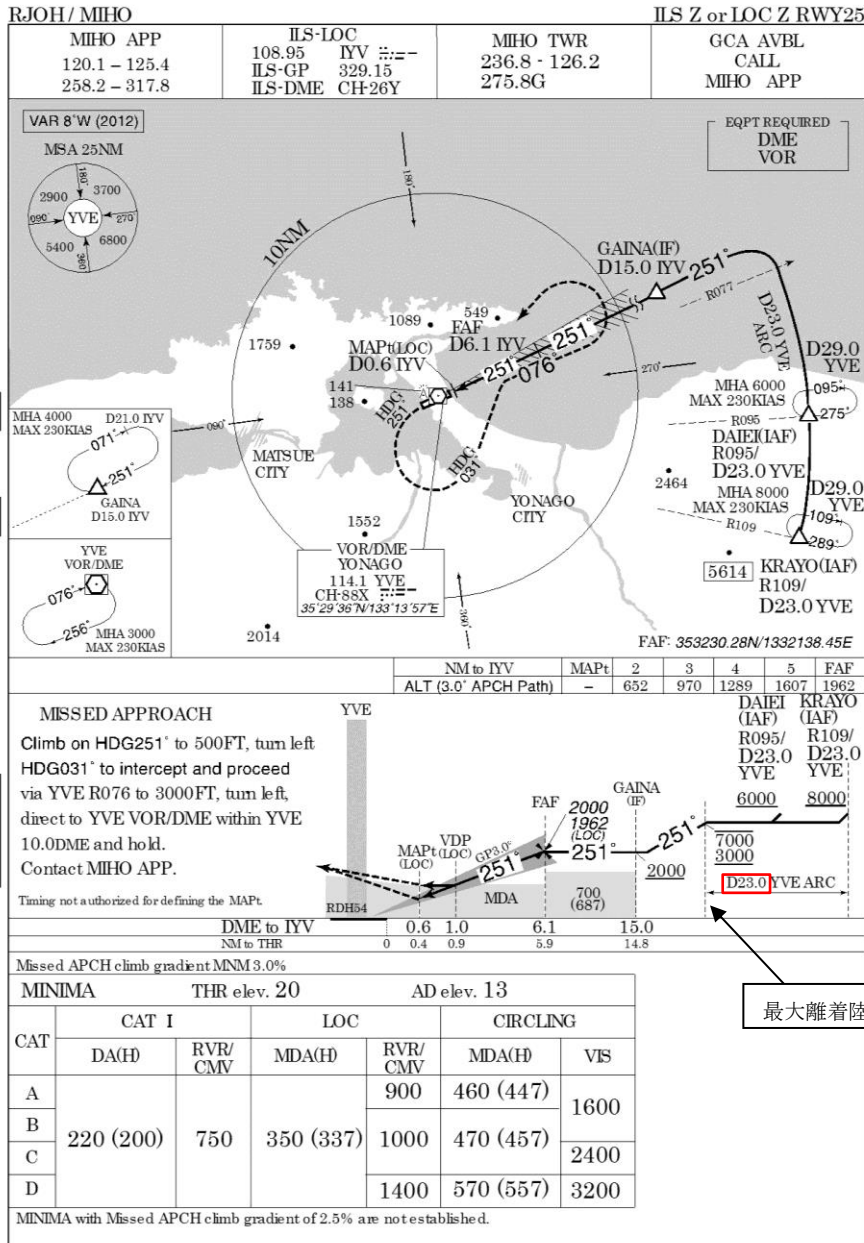 RJOH / MIHO
ILS Z or LOC Z RWY25
MIHO APP
120.1 – 125.4
258.2 – 317.8
ILS-LOC
108.95 IYV
ILS-GP 329.15
ILS-DME CH-26Y
MIHO TWR
236.8 - 126.2
275.8G
GCA AVBL
CALL
MIHO APP
VAR 8°W (2012)
MSA 25NM
180°
2900
3700
090°
YVE
270°
5400
6800
360°
EQPT REQUIRED
DME
VOR
180°
10NM
GAINA(IF)
D15.0 IYV
251°
R077
D23.0 YVE
ARC
549
1089
FAF
D6.1 IYV
251°
1759
MAPt(LOC)
D0.6 IYV
251°
076°
270°
D29.0
YVE
141
138
HDG
251
MHA 6000
MAX 230KIAS
095°
275°
R095
DAIEI(IAF)
R095/
D23.0 YVE
MHA 4000
MAX 230KIAS
D21.0 IYV
071°
251°
GAINA
D15.0 IYV
090°
MATSUE
CITY
HDG
031°
YONAGO
CITY
2464
MHA 8000
MAX 230KIAS
D29.0
YVE
109°
289°
R109
1552
5614
KRAYO(IAF)
R109/
D23.0 YVE
YVE
VOR/DME
076°
256°
MHA 3000
MAX 230KIAS
VOR/DME
YONAGO
114.1 YVE
CH-88X
35°29'36"N/133°13'57"E
360°
2014
FAF: 353230.28N/1332138.45E
NM to IYV MAPt 2 3 4 5 FAF
ALT (3.0° APCH Path) – 652 970 1289 1607 1962
MISSED APPROACH
Climb on HDG251° to 500FT, turn left
HDG031° to intercept and proceed
via YVE R076 to 3000FT, turn left,
direct to YVE VOR/DME within YVE
10.0DME and hold.
Contact MIHO APP.
Timing not authorized for defining the MAPt.
YVE
DAIEI
(IAF)
R095/
D23.0
YVE
KRAYO
(IAF)
R109/
D23.0
YVE
6000
8000
GAINA
(IF)
FAF
2000
1962
(LOC)
VDP
(LOC)
MAPt
(LOC)
GP3.0°
251°
251°
251°
7000
3000
2000
D23.0 YVE ARC
MDA
700
(687)
RDH54
DME to IYV 0.6 1.0 6.1 15.0
NM to THR 0 0.4 0.9 5.9 14.8
Missed APCH climb gradient MNM 3.0%
MINIMA THR elev. 20 AD elev. 13
最大離着陸
CAT
CAT I
LOC
CIRCLING
DA(H)
RVR/
CMV
MDA(H)
RVR/
CMV
MDA(H)
VIS
A 900 460 (447) 1600
B 220 (200) 750 350 (337) 1000 470 (457)
C 2400
D 1400 570 (557) 3200
MINIMA with Missed APCH climb gradient of 2.5% are not established.